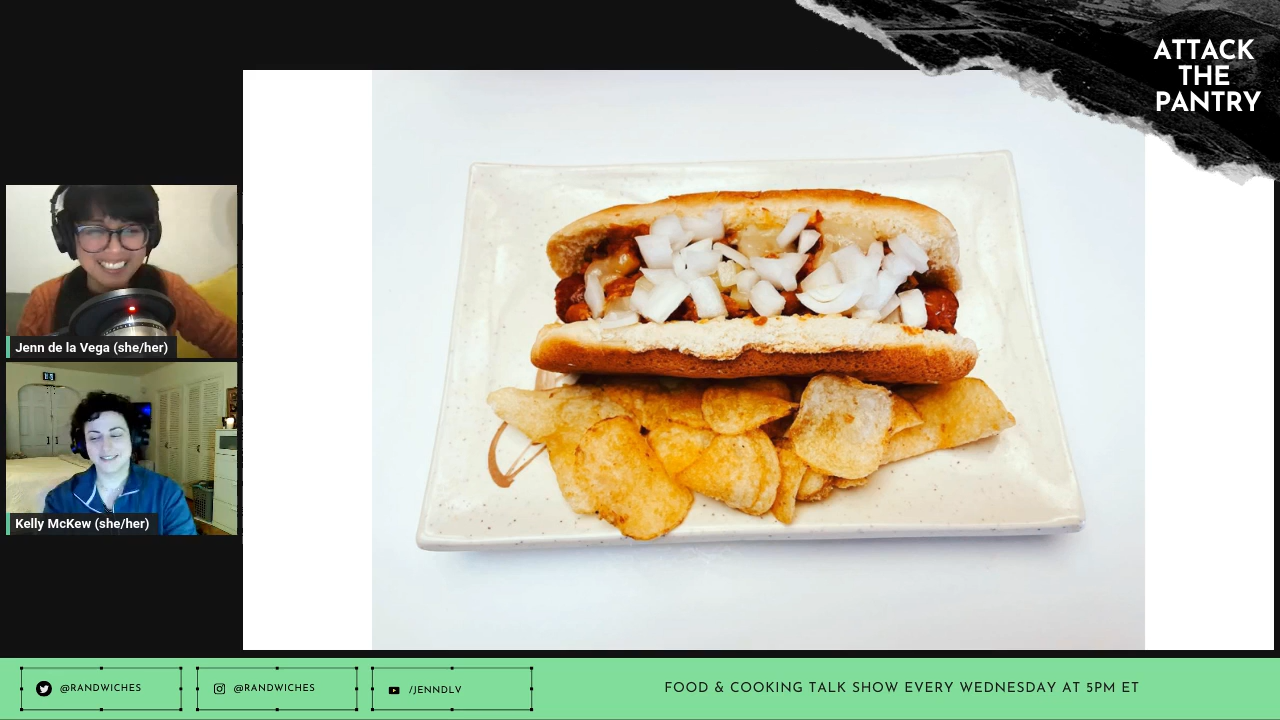 ATTACK
THE
PANTRY
Jenn de la Vega (she/her)
Kelly McKew (she/her)
@RANDWICHES
@RANDWICHES
/JENNDLV
FOOD & COOKING TALK SHOW EVERY WEDNESDAY AT 5PM ET